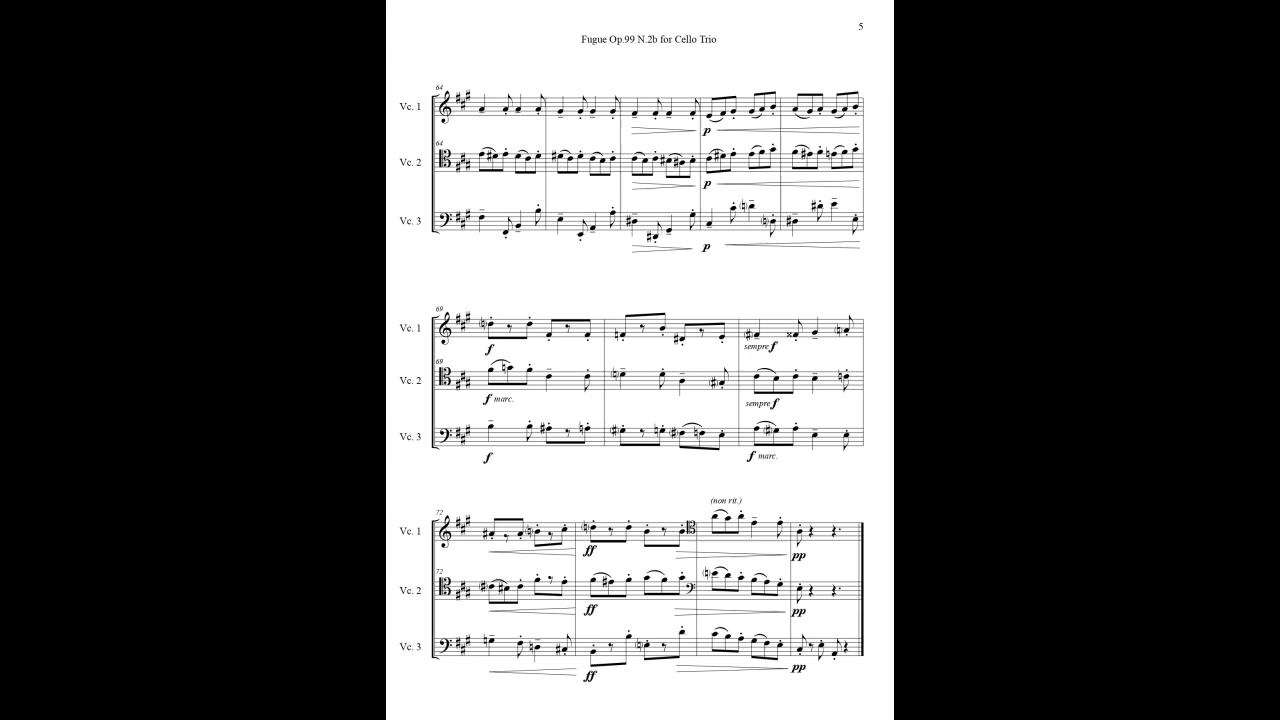 5
Fugue Op.99 N.2b for Cello Trio
64
Vc. 1
p
64
Vc. 2
p
Vc. 3
p
69
Vc. 1
f
sempre f
69
Vc. 2
f marc.
sempre f
Vc. 3
f
f marc.
(non rit.)
72
Vc. 1
ff
pp
72
Vc. 2
ff
pp
Vc. 3
ff
pp